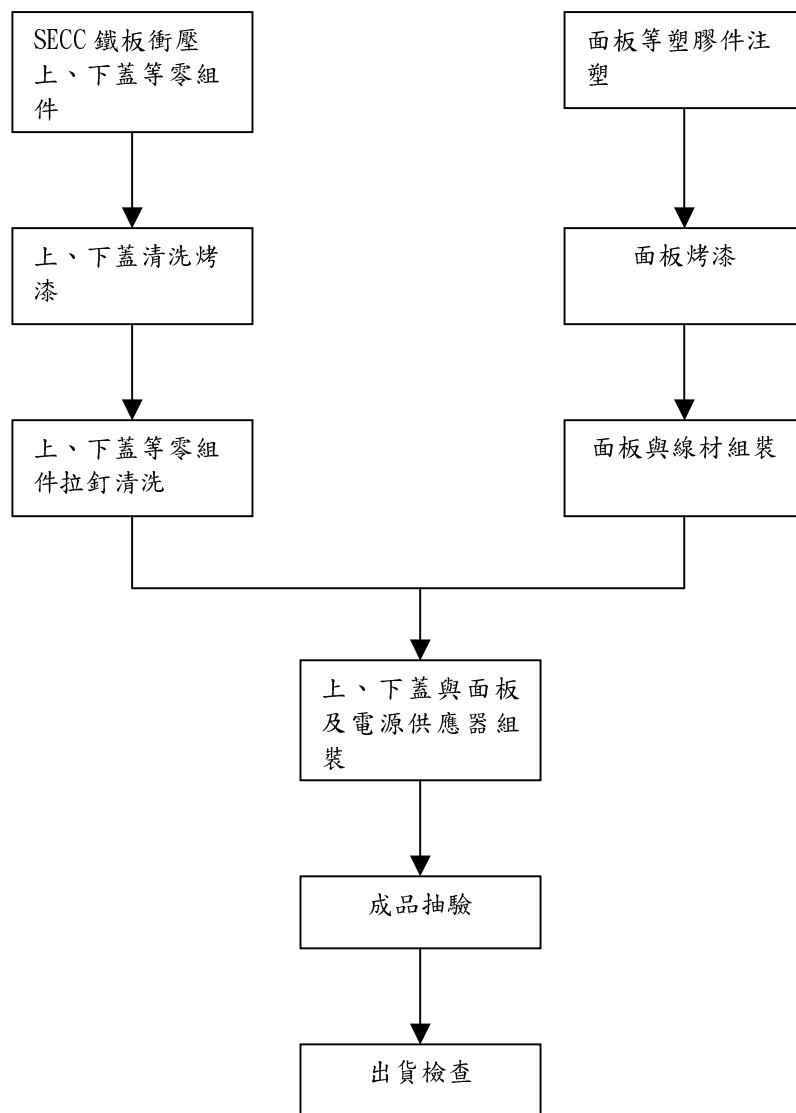 SECC 鐵板衝壓
上、下蓋等零組
件
面板等塑膠件注
塑
上、下蓋清洗烤
漆
面板烤漆
上、下蓋等零組
件拉釘清洗
面板與線材組裝
上、下蓋與面板
及電源供應器組
裝
成品抽驗
出貨檢查